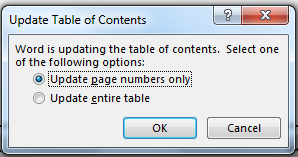 Update Table of Contents
Word is updating the table of contents. Select one
of the following options:
Update page numbers only
Update entire table
OK Cancel